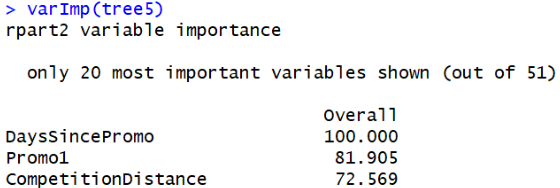 > varImp(tree5)
rpart2 variable importance
only 20 most important variables shown (out of 51)
Overall
DaysSincePromo 100.000
Promo1 81.905
CompetitionDistance 72.569